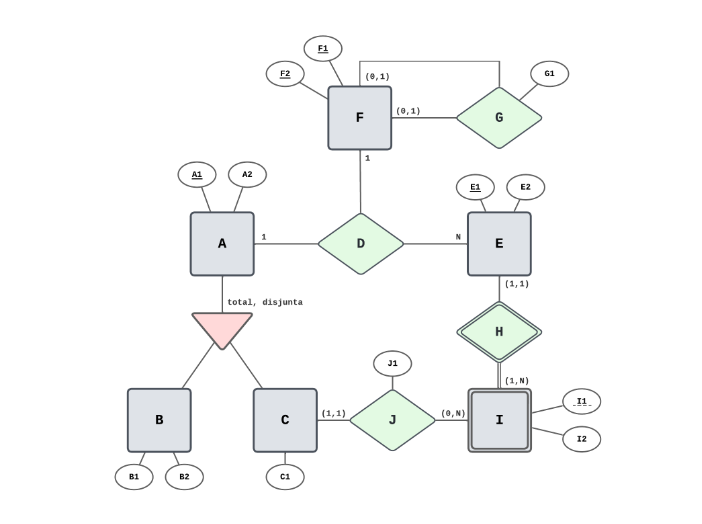 F1
F2
(0,1)
G1
F
(0,1)
G
1
A1
A2
E1
E2
A
1
D
N
E
(1,1)
total, disjunta
H
J1
(1,N)
I1
B
C
(1,1)
J
(0,N)
I
I2
B1
B2
C1